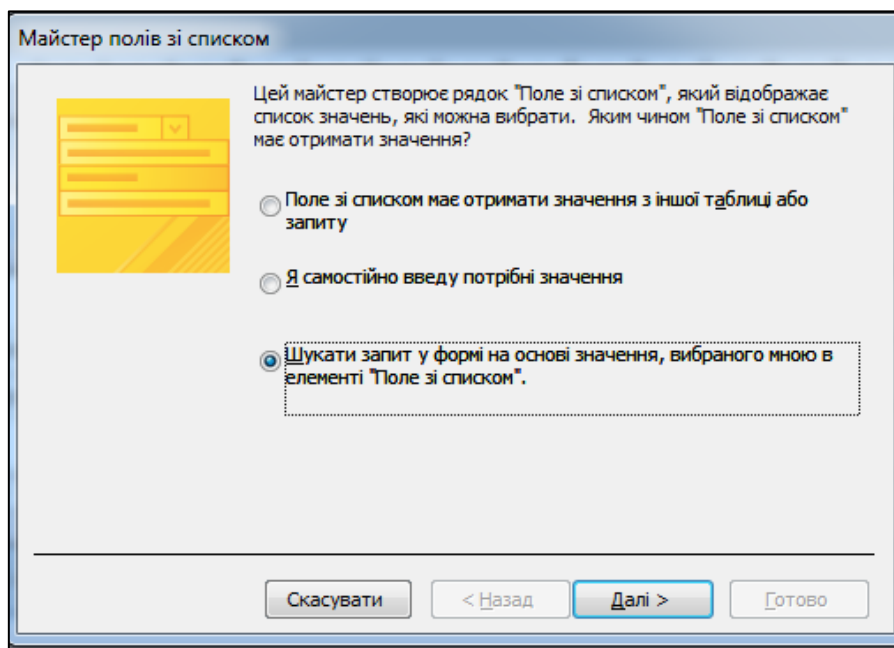 Майстер полів зі списком
Цей майстер створює рядок "Поле зі списком", який відображає
список значень, які можна вибрати. Яким чином "Поле зі списком"
має отримати значення?
Поле зі списком має отримати значення з іншої таблиці або
запиту
Я самостійно введу потрібні значення
Шукати запит у формі на основі значення, вибраного мною в
елементі "Поле зі списком".
Скасувати
< Назад
Далі >
Готово